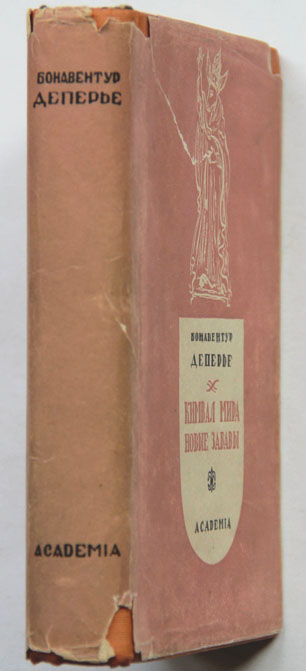 БОНАВЕНТУР
ДЕПЕРЬЕ
ACADEMIA
БОНАВЕНТУР
ДЕПЕРЬЕ
КИМВАЛ МИРА
НОВЫЕ ЗАБАВЫ
ACADEMIA